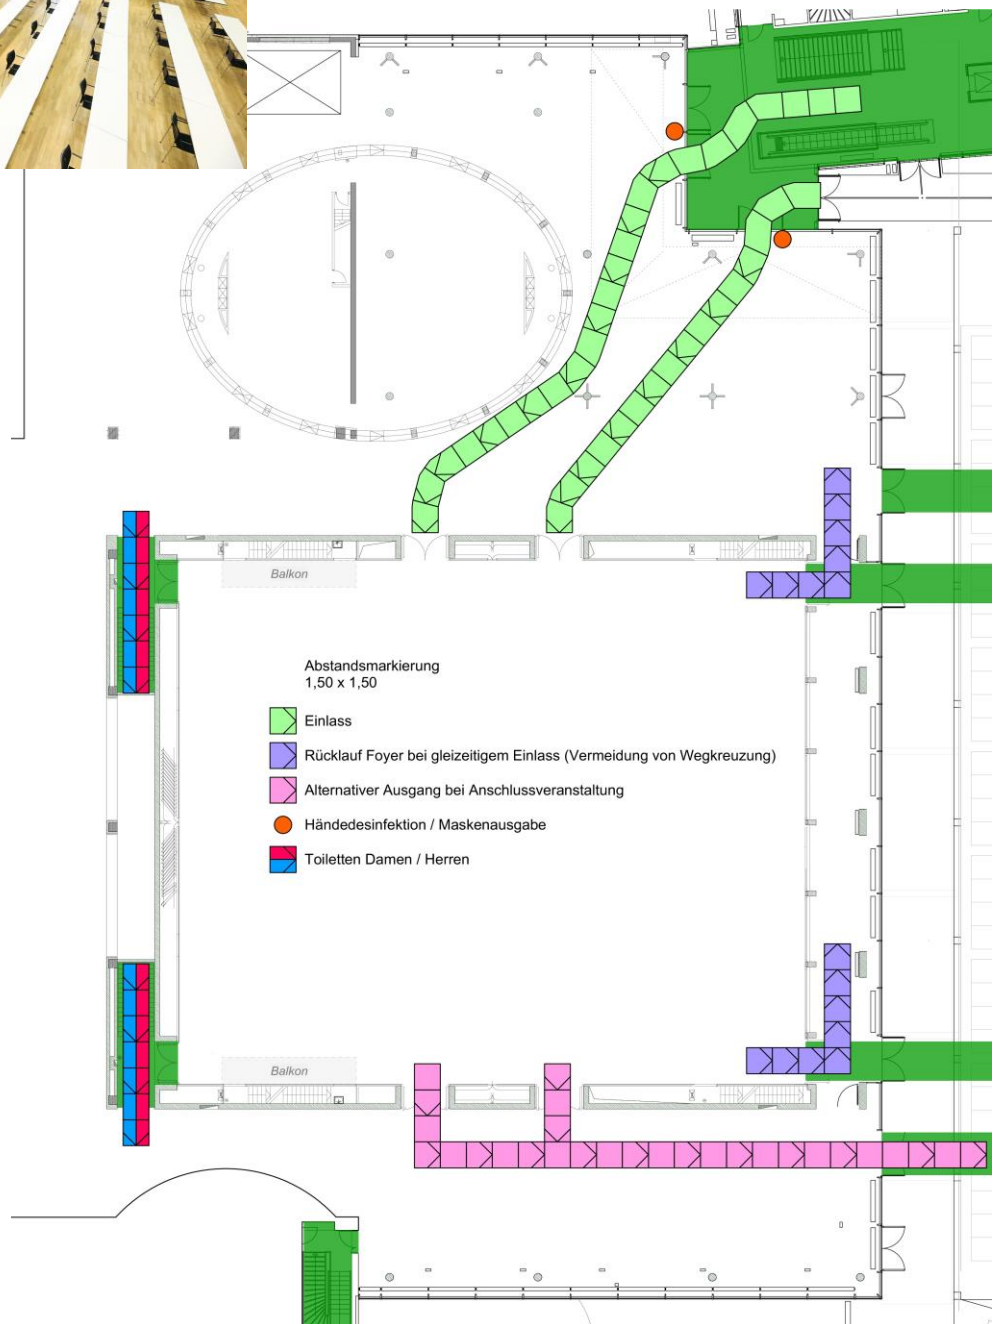 Balkon
Abstandsmarkierung
1,50 x 1,50
Einlass
Rücklauf Foyer bei gleizeitigem Einlass (Vermeidung von Wegkreuzung)
Alternativer Ausgang bei Anschlussveranstaltung
Händedesinfektion / Maskenausgabe
Toiletten Damen / Herren
Balkon